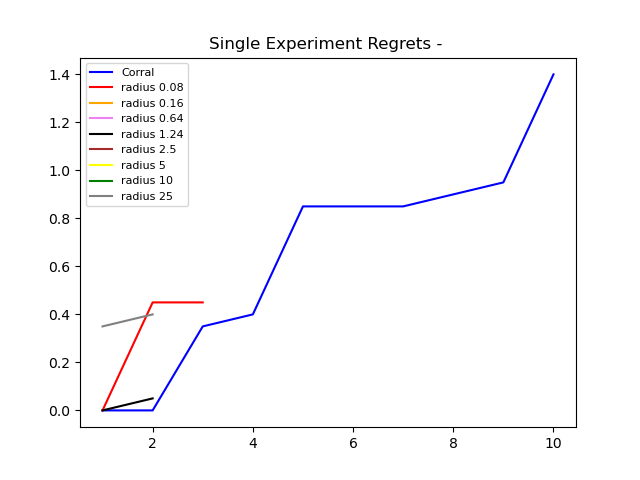 Single Experiment Regrets -
Corral
radius 0.08
radius 0.16
radius 0.64
radius 1.24
radius 2.5
radius 5
radius 10
radius 25
1.4
1.2
1.0
0.8
0.6
0.4
0.2
0.0
2 4 6 8 10